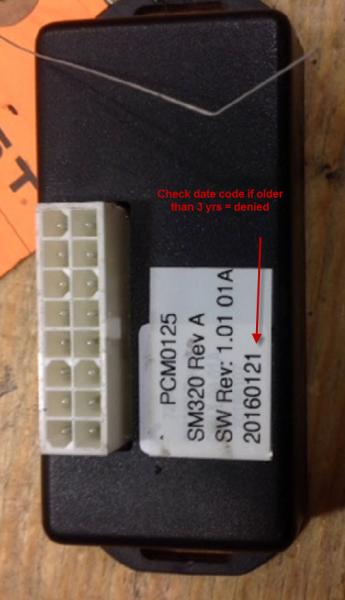 Check date code if older
than 3 yrs = denied
PCM0125
SM320 Rev A
SW Rev: 1.01 01A
20160121